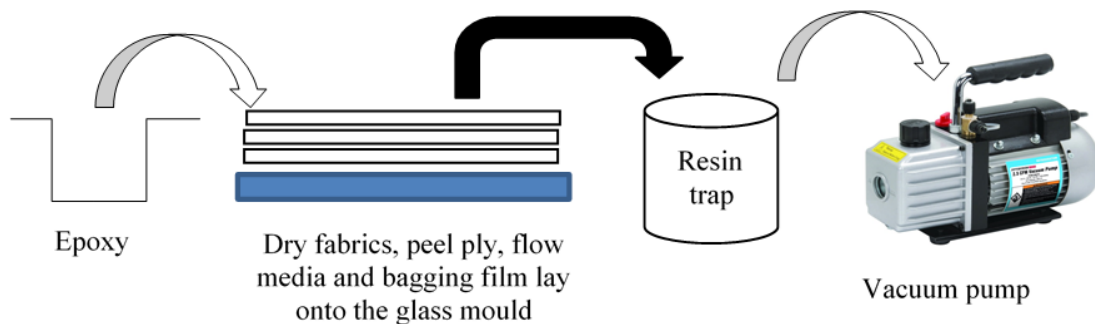 Epoxy
Dry fabrics, peel ply, flow
media and bagging film lay
onto the glass mould
Resin
trap
Vacuum pump